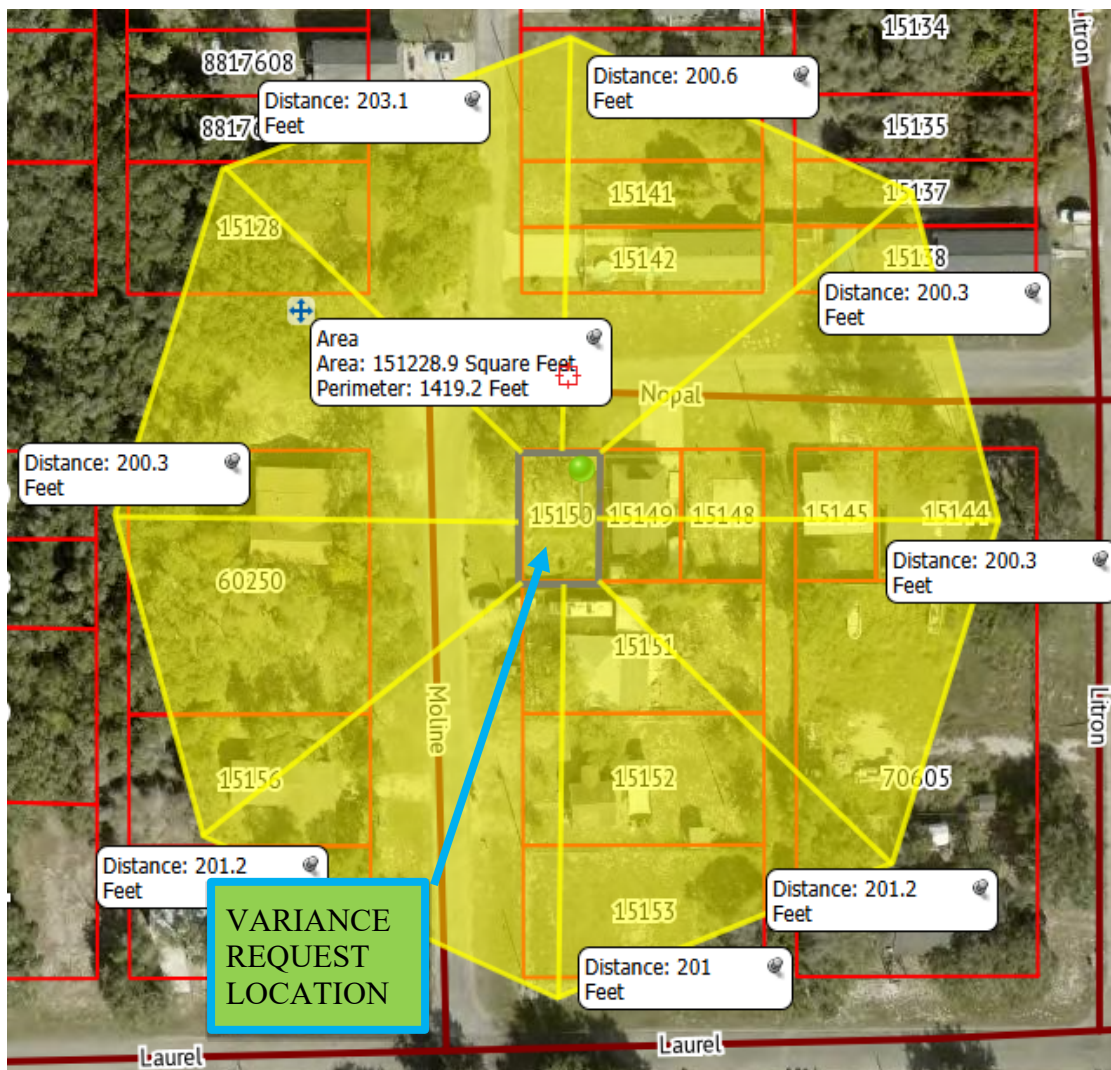 15134
Litron
8817608
Distance: 200.6
Feet
Distance: 203.1
Feet
15135
15141
15137
15128
15142
15138
Distance: 200.3
Feet
Area
Area: 151228.9 Square Feet
Perimeter: 1419.2 Feet
Nopal
Distance: 200.3
Feet
15150
15149
15148
15145
15144
Distance: 200.3
Feet
60250
15151
Moline
Litron
15156
15152
70605
Distance: 201.2
Feet
Distance: 201.2
Feet
VARIANCE
REQUEST
LOCATION
15153
Distance: 201
Feet
Laurel
Laurel